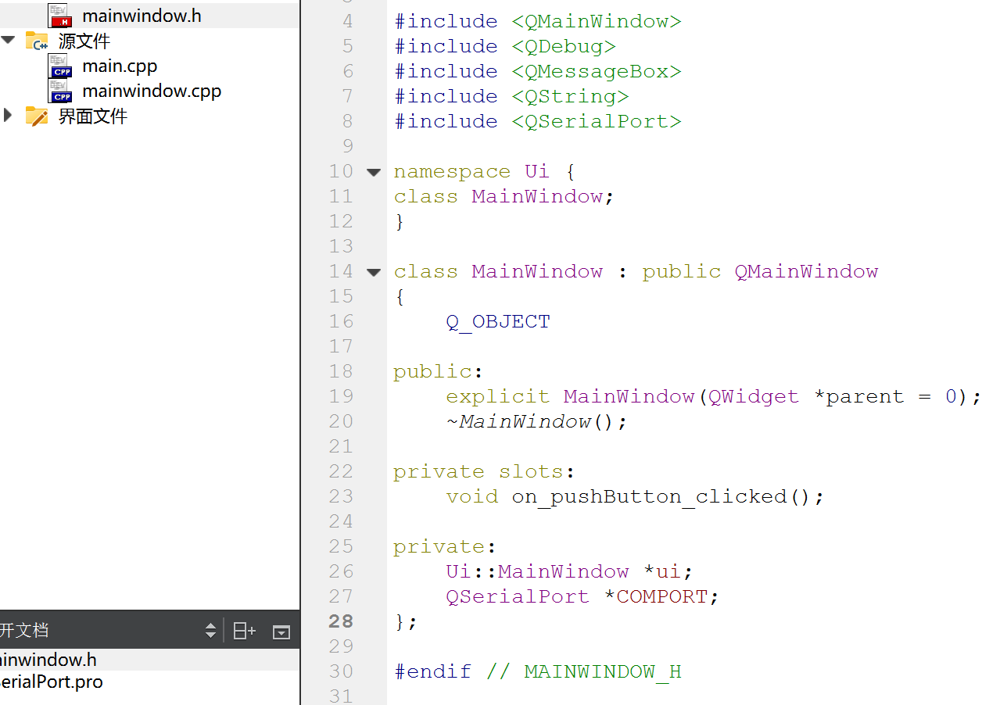 mainwindow.h
源文件
main.cpp
mainwindow.cpp
界面文件
开文档
ainwindow.h
erialPort.pro
4 #include <QMainWindow>
5 #include <QDebug>
6 #include <QMessageBox>
7 #include <QString>
8 #include <QSerialPort>
9
10 namespace Ui {
11 class MainWindow;
12 }
13
14 class MainWindow : public QMainWindow
15 {
16     Q_OBJECT
17
18 public:
19     explicit MainWindow(QWidget *parent = 0);
20     ~MainWindow();
21
22 private slots:
23     void on_pushButton_clicked();
24
25 private:
26     Ui::MainWindow *ui;
27     QSerialPort *COMPORT;
28 };
29
30 #endif // MAINWINDOW_H
31